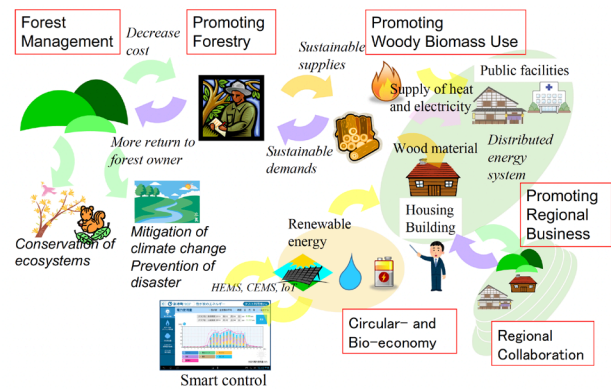 Forest
Management
Decrease
cost
Promoting
Forestry
Sustainable
supplies
Promoting
Woody Biomass Use
Public facilities
Supply of heat
and electricity
More return to
forest owner
Sustainable
demands
Wood material
Distributed
energy
system
Conservation of
ecosystems
Mitigation of
climate change
Prevention of
disaster
Renewable
energy
Housing
Building
Promoting
Regional
Business
HEMS, CEMS, IoT
Circular- and
Bio-economy
Regional
Collaboration
Smart control